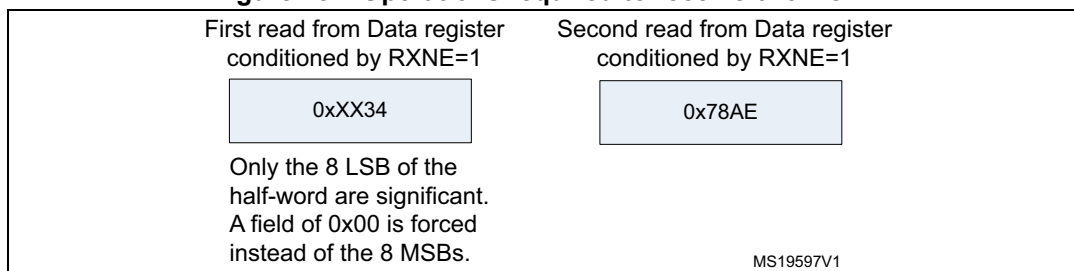 First read from Data register
conditioned by RXNE=1
0xXX34
Only the 8 LSB of the
half-word are significant.
A field of 0x00 is forced
instead of the 8 MSBs.
Second read from Data register
conditioned by RXNE=1
0x78AE
MS19597V1